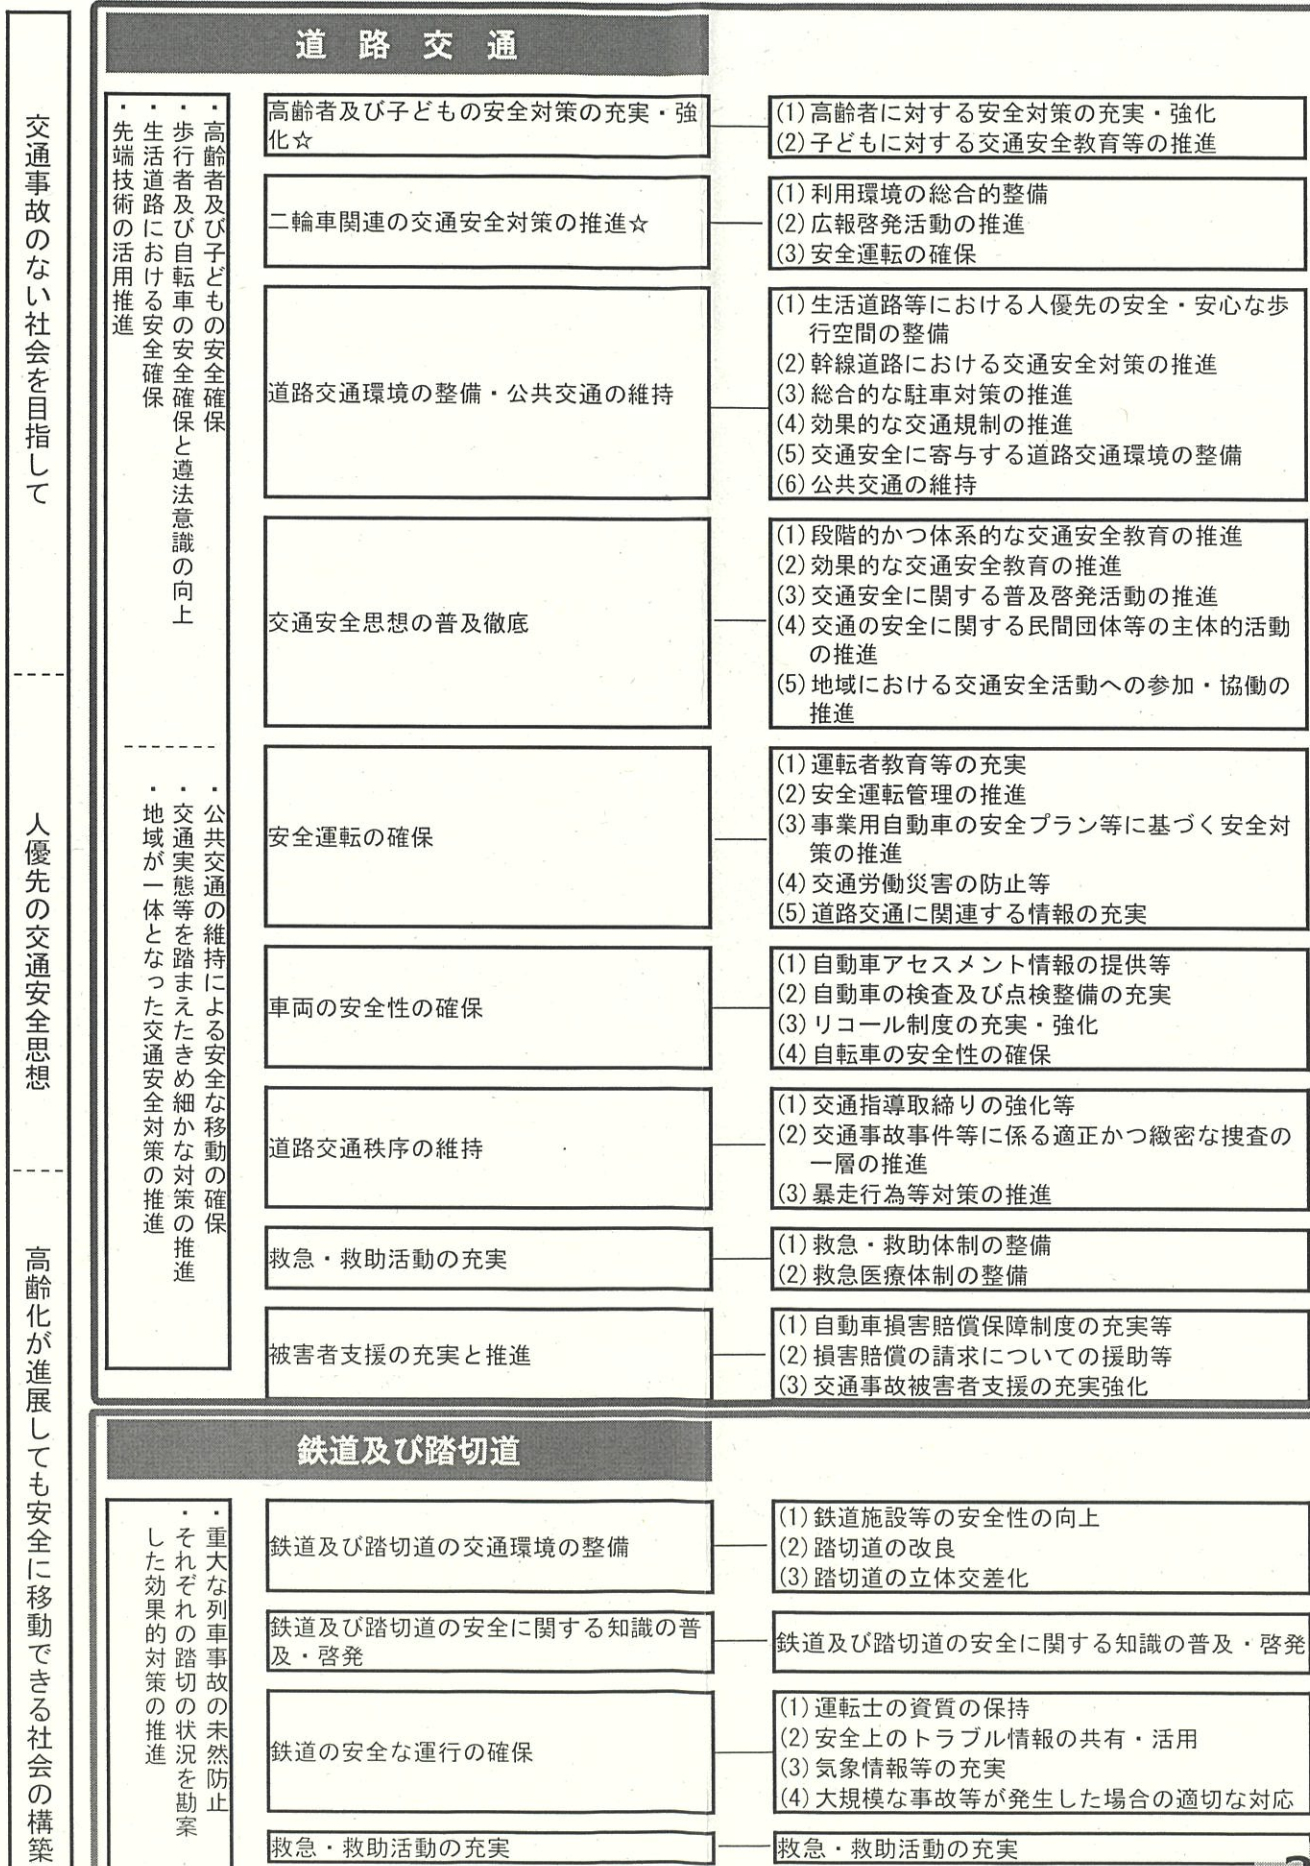 交通事故のない社会を目指して
人優先の交通安全思想
高齢化が進展しても安全に移動できる社会の構築
道路交通
・高齢者及び子どもの安全確保
・歩行者及び自転車の安全確保と遵法意識の向上
・生活道路における安全確保
・先端技術の活用推進
・公共交通の維持による安全な移動の確保
・交通実態等を踏まえたきめ細かな対策の推進
・地域が一体となった交通安全対策の推進
高齢者及び子どもの安全対策の充実・強
化☆
(1)高齢者に対する安全対策の充実・強化
(2)子どもに対する交通安全教育等の推進
二輪車関連の交通安全対策の推進☆
(1)利用環境の総合的整備
(2)広報啓発活動の推進
(3)安全運転の確保
道路交通環境の整備・公共交通の維持
(1)生活道路等における人優先の安全・安心な歩
行空間の整備
(2)幹線道路における交通安全対策の推進
(3)総合的な駐車対策の推進
(4)効果的な交通規制の推進
(5)交通安全に寄与する道路交通環境の整備
(6)公共交通の維持
交通安全思想の普及徹底
(1)段階的かつ体系的な交通安全教育の推進
(2)効果的な交通安全教育の推進
(3)交通安全に関する普及啓発活動の推進
(4)交通の安全に関する民間団体等の主体的活動
の推進
(5)地域における交通安全活動への参加・協働の
推進
安全運転の確保
(1)運転者教育等の充実
(2)安全運転管理の推進
(3)事業用自動車の安全プラン等に基づく安全対
策の推進
(4)交通労働災害の防止等
(5)道路交通に関連する情報の充実
車両の安全性の確保
(1)自動車アセスメント情報の提供等
(2)自動車の検査及び点検整備の充実
(3)リコール制度の充実・強化
(4)自転車の安全性の確保
道路交通秩序の維持
(1)交通指導取締りの強化等
(2)交通事故事件等に係る適正かつ緻密な捜査の
一層の推進
(3)暴走行為等対策の推進
救急・救助活動の充実
(1)救急・救助体制の整備
(2)救急医療体制の整備
被害者支援の充実と推進
(1)自動車損害賠償保障制度の充実等
(2)損害賠償の請求についての援助等
(3)交通事故被害者支援の充実強化
鉄道及び踏切道
・重大な列車事故の未然防止
・それぞれの踏切の状況を勘案
した効果的対策の推進
鉄道及び踏切道の交通環境の整備
(1)鉄道施設等の安全性の向上
(2)踏切道の改良
(3)踏切道の立体交差化
鉄道及び踏切道の安全に関する知識の普
及・啓発
鉄道及び踏切道の安全に関する知識の普及・啓発
鉄道の安全な運行の確保
(1)運転士の資質の保持
(2)安全上のトラブル情報の共有・活用
(3)気象情報等の充実
(4)大規模な事故等が発生した場合の適切な対応
救急・救助活動の充実
救急・救助活動の充実